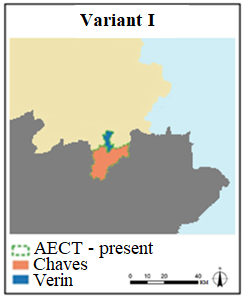 Variant I
AECT - present
Chaves
Verin
0 10 20 40
KM